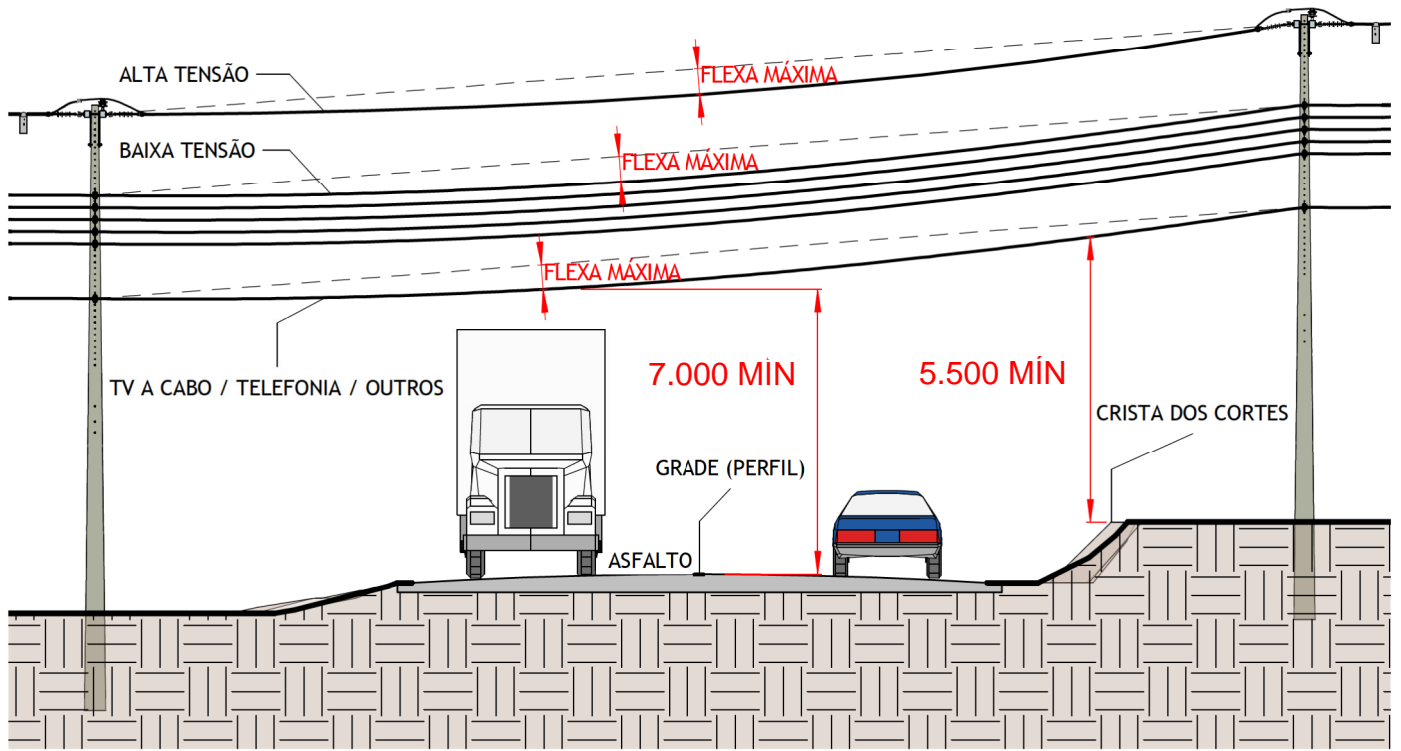 ALTA TENSÃO
FLEXA MÁXIMA
BAIXA TENSÃO
FLEXA MÁXIMA
FLEXA MÁXIMA
TV A CABO / TELEFONIA / OUTROS
7.000 MÍN
5.500 MÍN
CRISTA DOS CORTES
GRADE (PERFIL)
ASFALTO